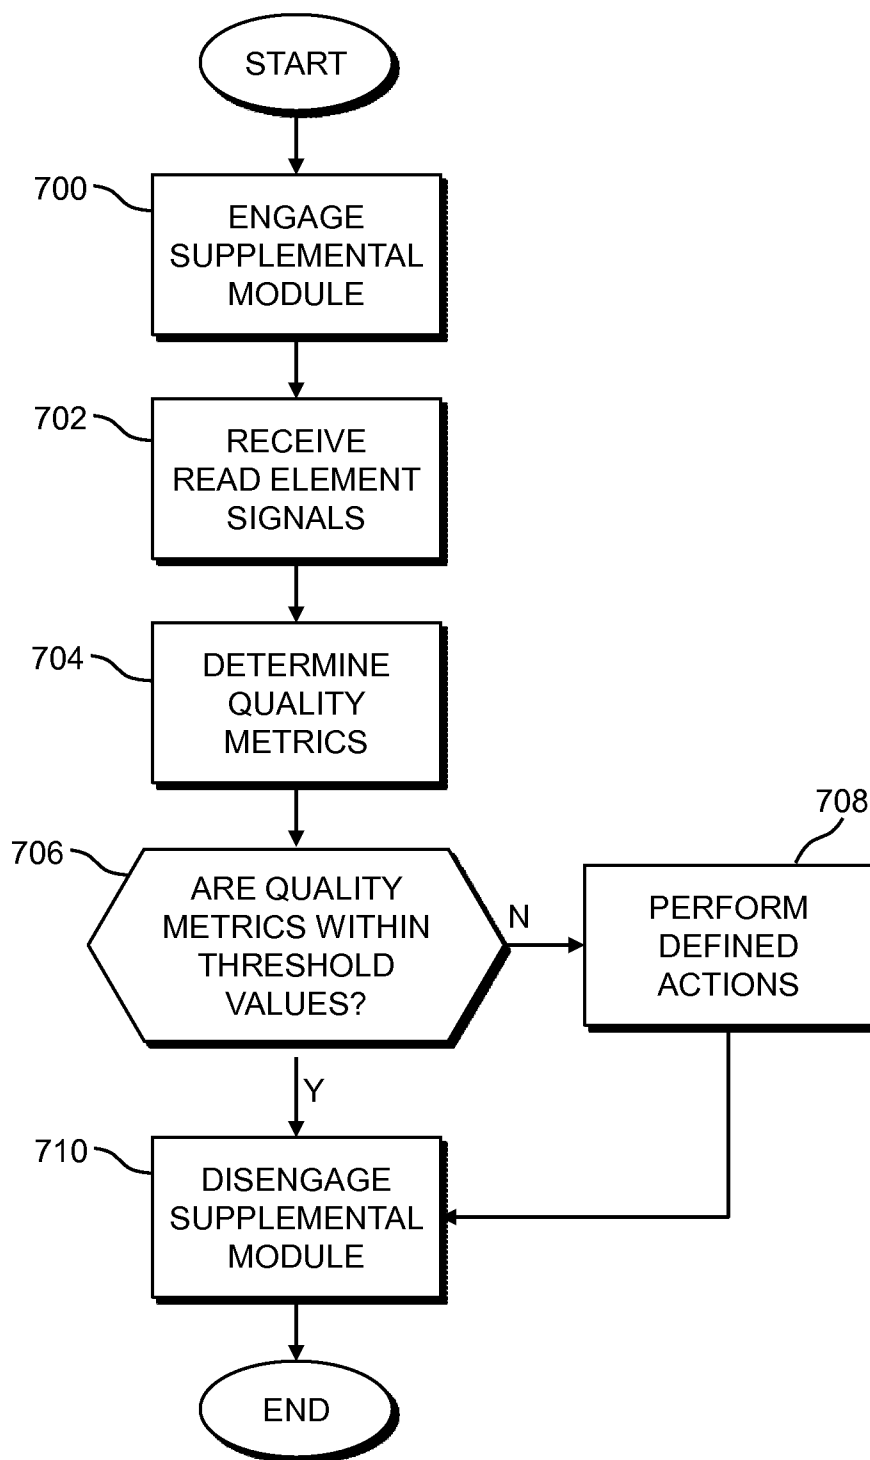 START
700
ENGAGE
SUPPLEMENTAL
MODULE
702
RECEIVE
READ ELEMENT
SIGNALS
704
DETERMINE
QUALITY
METRICS
706
ARE QUALITY
METRICS WITHIN
THRESHOLD
VALUES?
N
708
PERFORM
DEFINED
ACTIONS
Y
710
DISENGAGE
SUPPLEMENTAL
MODULE
END